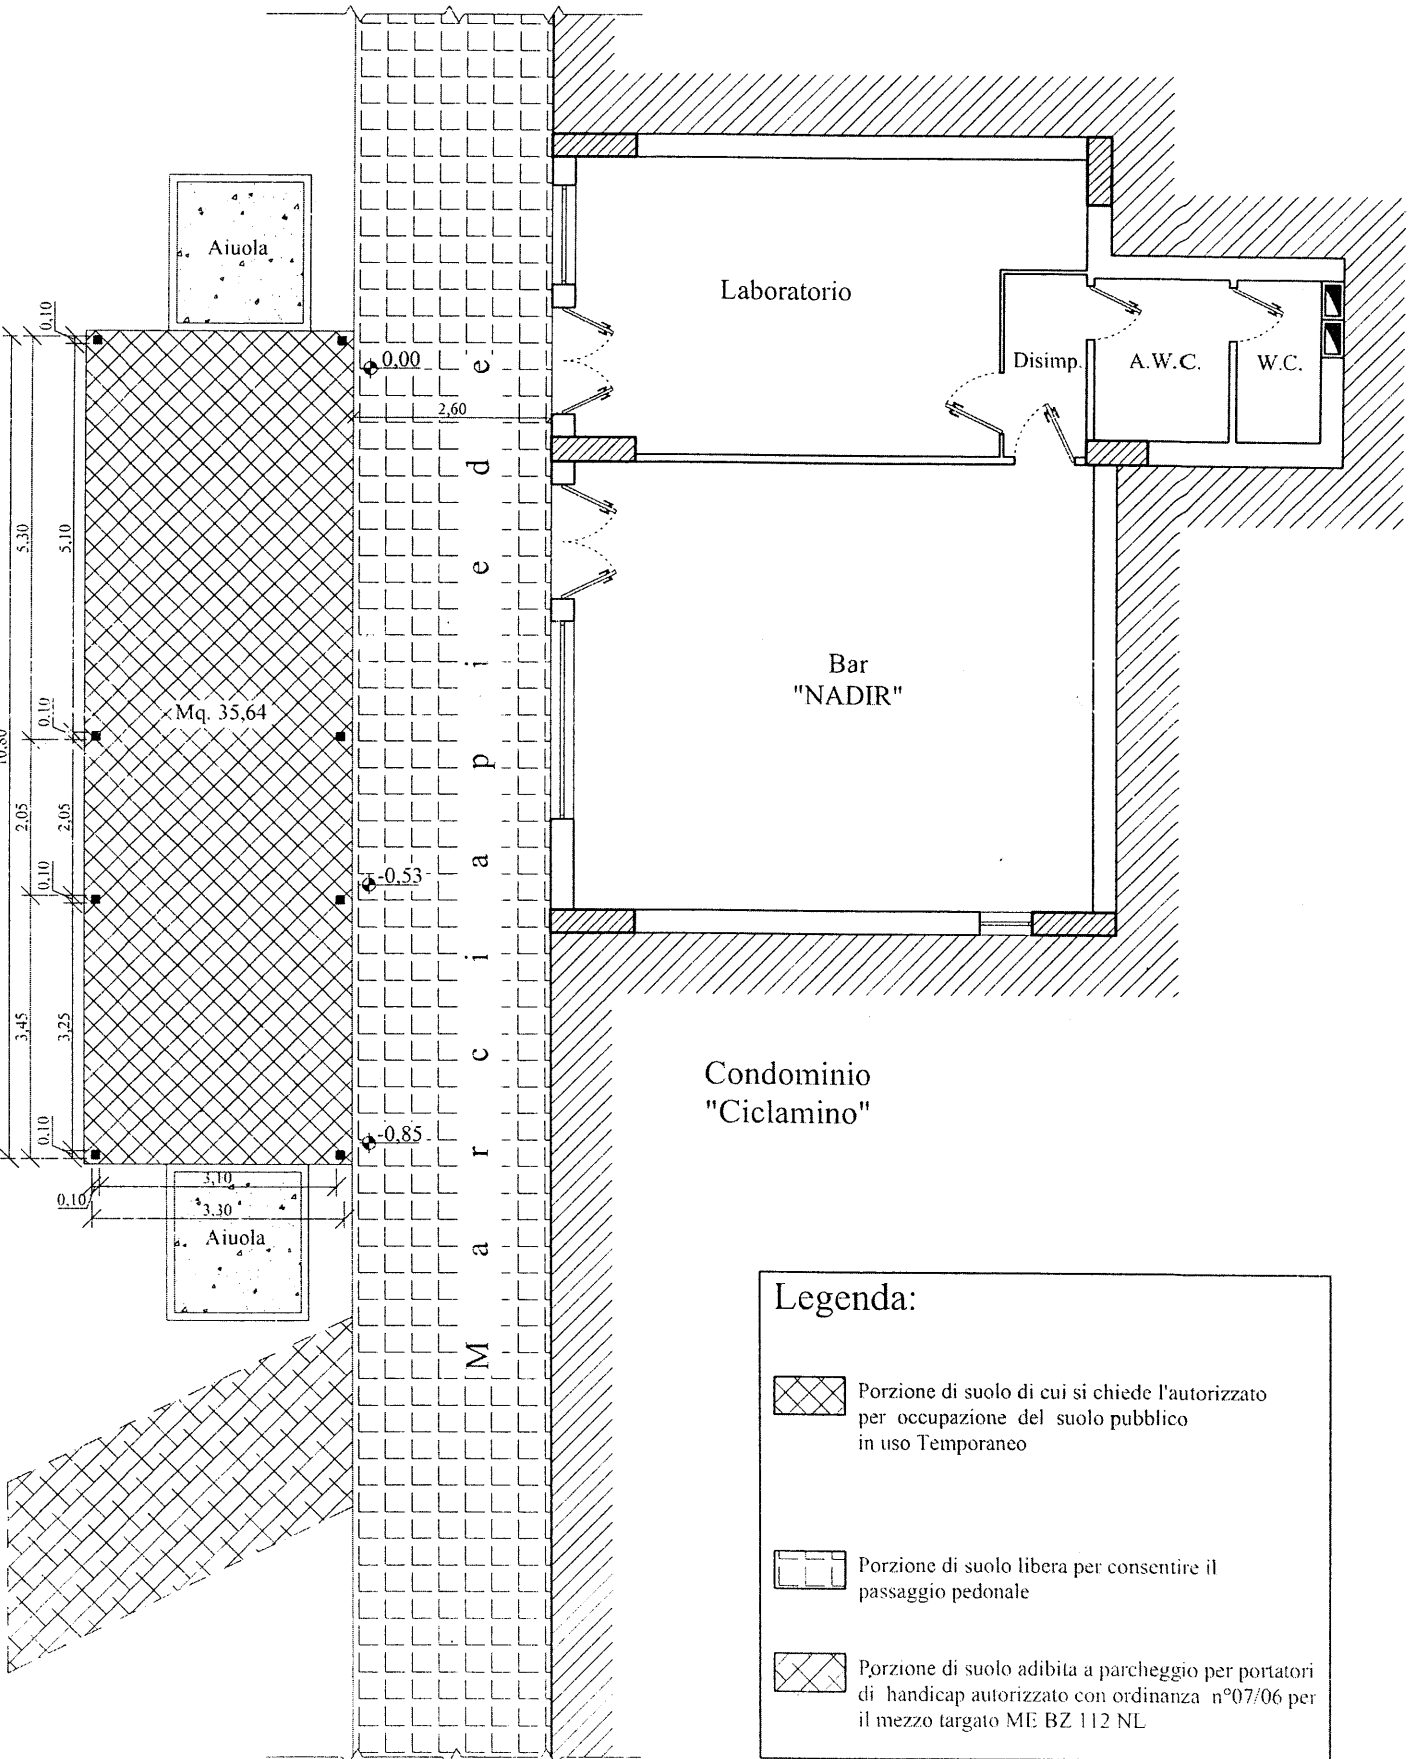 Aiuola
Laboratorio
Disimp.
A.W.C.
W.C.
0,10
0,00
2,60
5,30
5,10
Bar
"NADIR"
Mq. 35,64
0,10
10,80
2,05
2,05
0,10
-0,53
3,45
3,25
0,10
-0,85
Marciapiede
Condominio
"Ciclamino"
3,10
0,10
3,30
Aiuola
Legenda:
Porzione di suolo di cui si chiede l'autorizzato
per occupazione del suolo pubblico
in uso Temporaneo
Porzione di suolo libera per consentire il
passaggio pedonale
Porzione di suolo adibita a parcheggio per portatori
di handicap autorizzato con ordinanza n°07/06 per
il mezzo targato ME BZ 112 NL